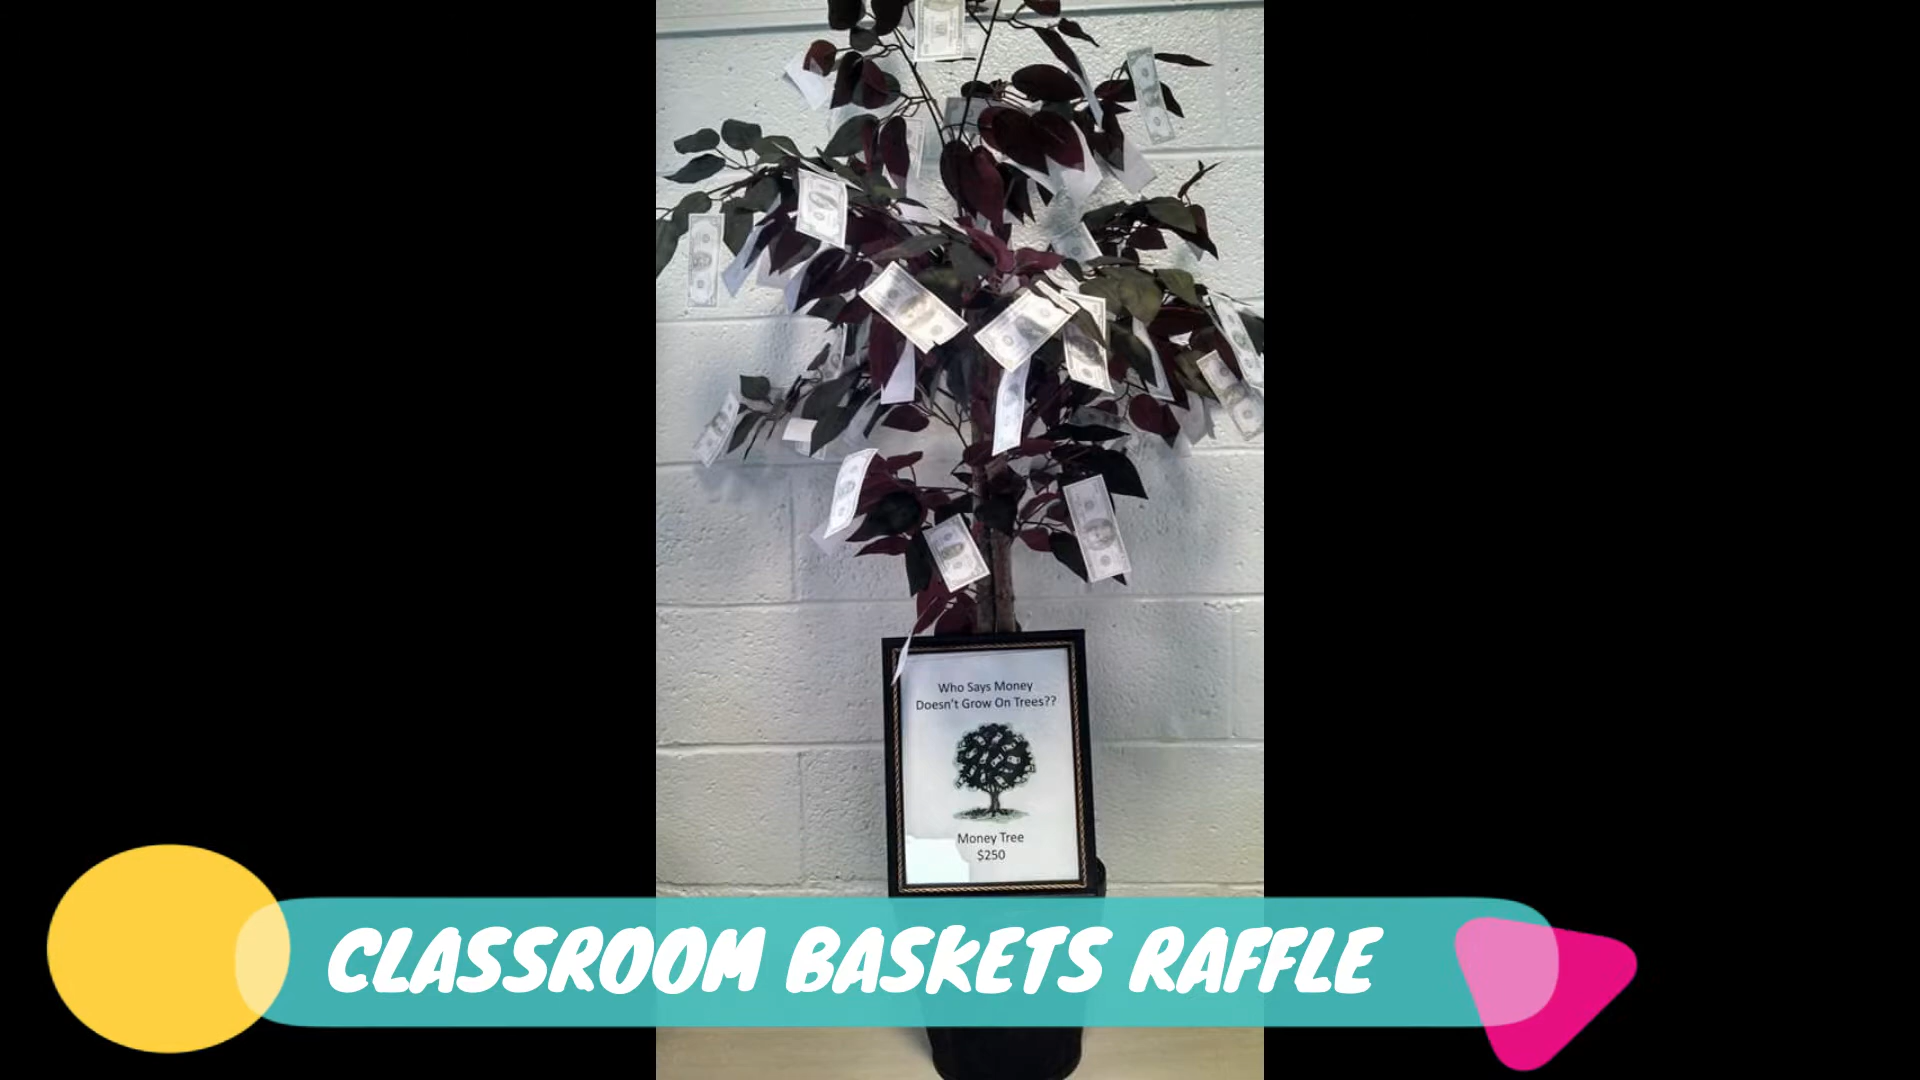 Who Says Money
Doesn't Grow On Trees??
Money Tree
$250
CLASSROOM BASKETS RAFFLE